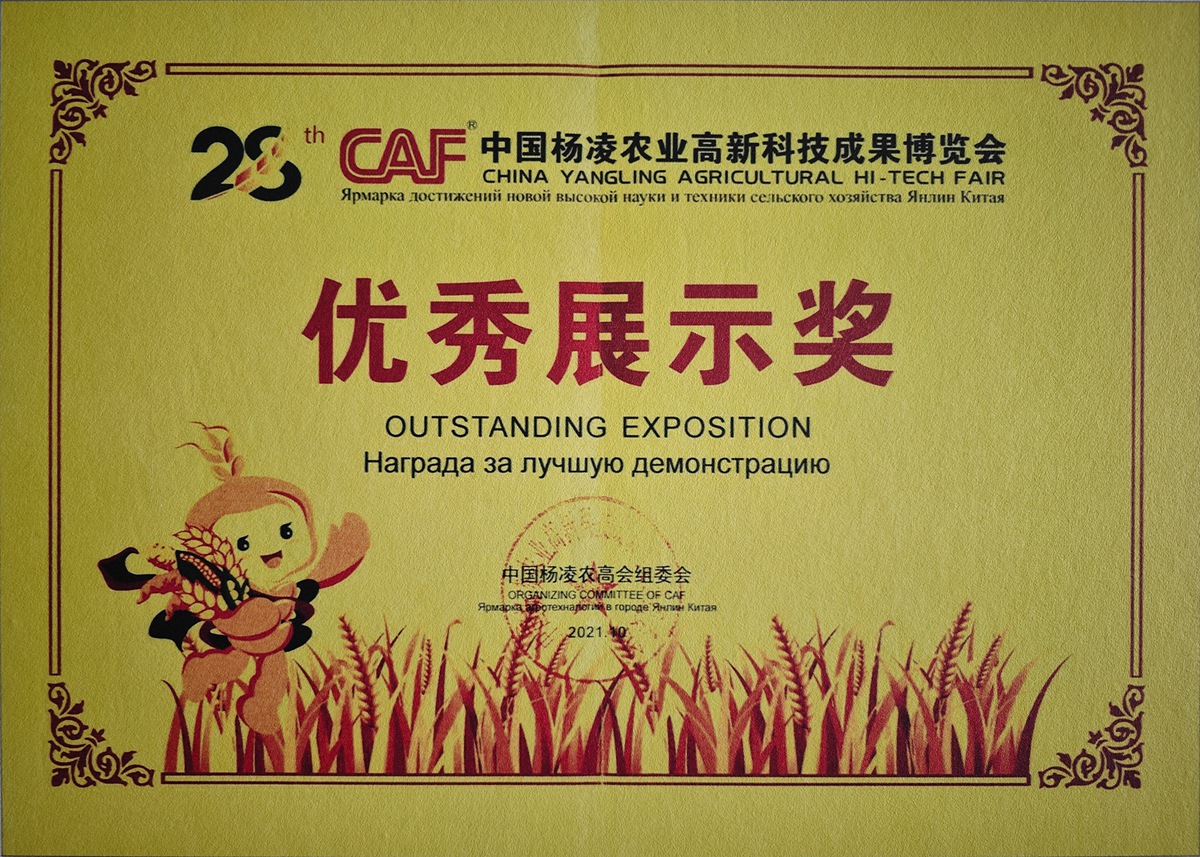 28th CAF® 中国杨凌农业高新科技成果博览会
CHINA YANGLING AGRICULTURAL HI-TECH FAIR
Ярмарка достижений новой высокой науки и техники сельского хозяйства Янлин Китая
优秀展示奖
OUTSTANDING EXPOSITION
Награда за лучшую демонстрацию
中国杨凌农高会组委会
ORGANIZING COMMITTEE OF CAF
Ярмарка агротехналогий в городе Янлин Китая
2021.10